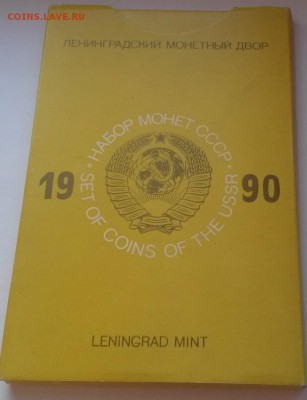 COINS.LAVE.RU
ЛЕНИНГРАДСКИЙ МОНЕТНЫЙ ДВОР
· НАБОР МОНЕТ СССР ·
19 90
SET OF COINS OF THE USSR
LENINGRAD MINT